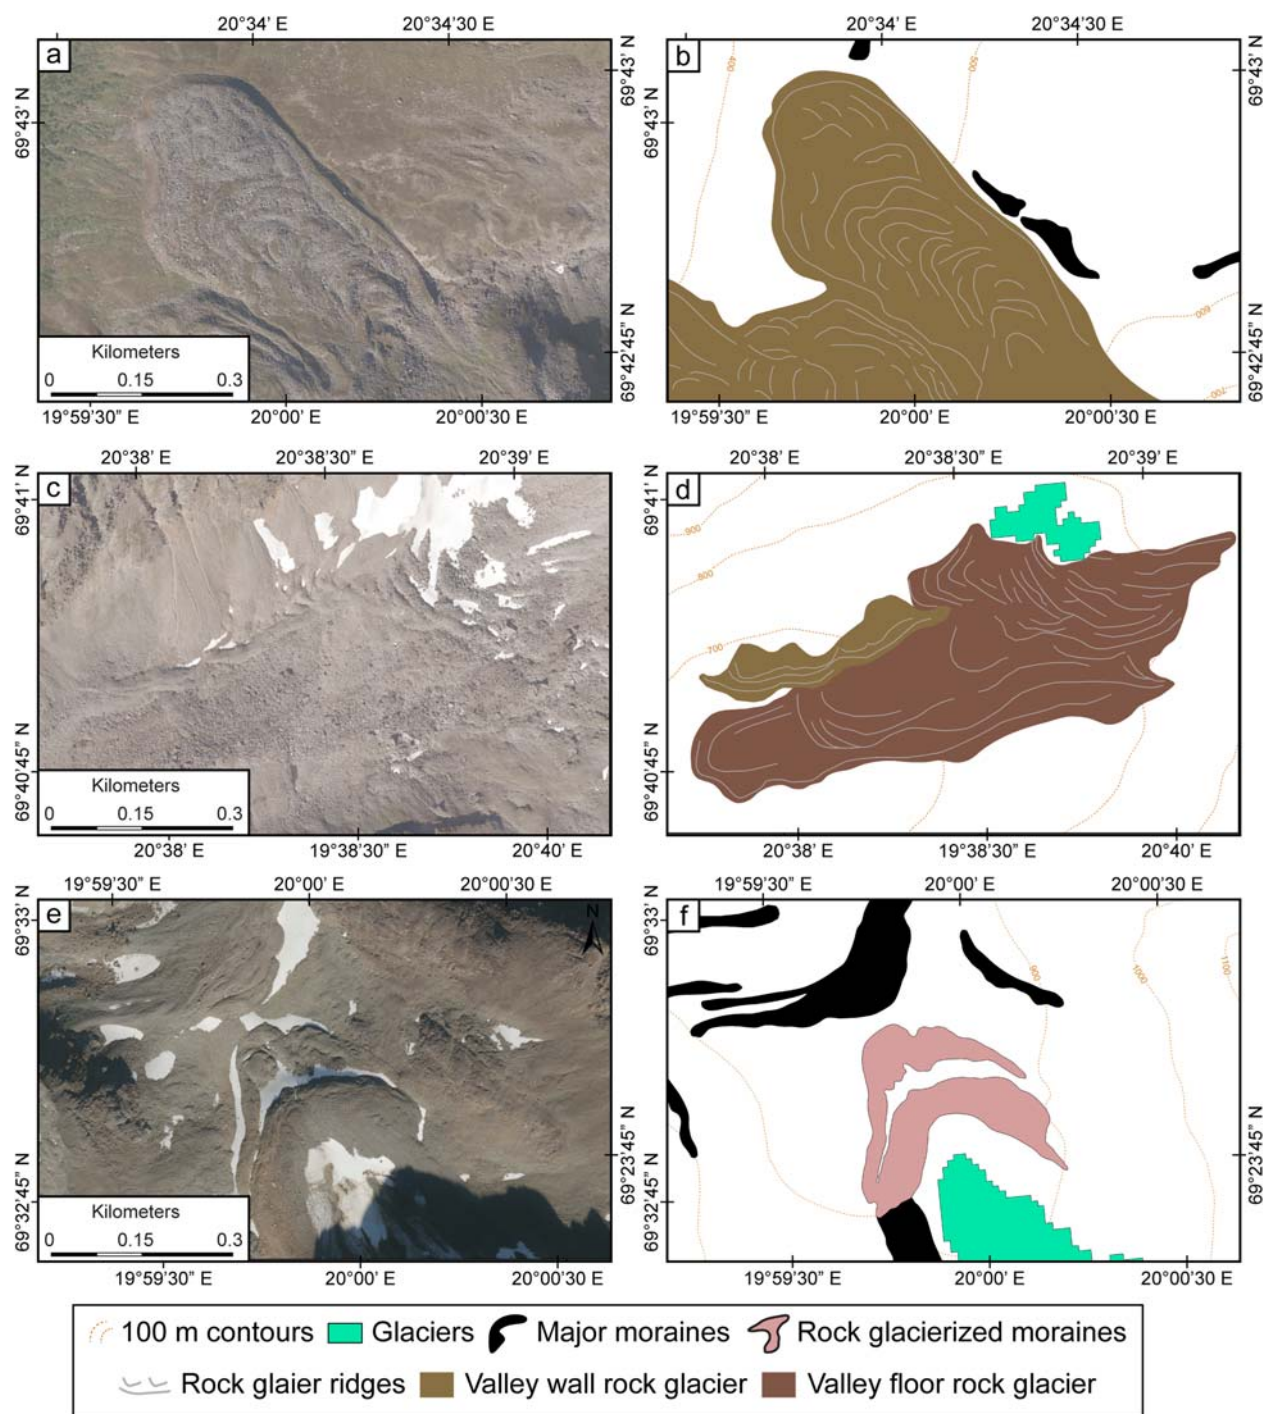 20°34' E 20°34'30" E 20°34' E 20°34'30" E
a b
69°43' N 69°43' N 69°43' N 69°43' N
400 500 600 700
69°42'45" N 69°42'45" N
Kilometers
0 0.15 0.3
19°59'30" E 20°00' E 20°00'30 E 19°59'30 E 20°00' E 20°00'30 E
20°38' E 20°38'30" E 20°39' E 20°38' E 20°38'30" E 20°39' E
c d
69°41' N 69°41' N
900
800
700
69°40'45" N 69°40'45" N
Kilometers
0 0.15 0.3
20°38' E 19°38'30" E 20°40' E 20°38' E 19°38'30" E 20°40' E
19°59'30" E 20°00' E 20°00'30" E 19°59'30" E 20°00' E 20°00'30" E
e f
N
69°33' N 69°33' N
900 1000 1100
69°23'45" N 69°23'45" N
69°32'45" N 69°32'45" N
Kilometers
0 0.15 0.3
19°59'30" E 20°00' E 20°00'30 E 19°59'30" E 20°00' E 20°00'30 E
100 m contours Glaciers Major moraines Rock glacierized moraines
Rock glaier ridges Valley wall rock glacier Valley floor rock glacier